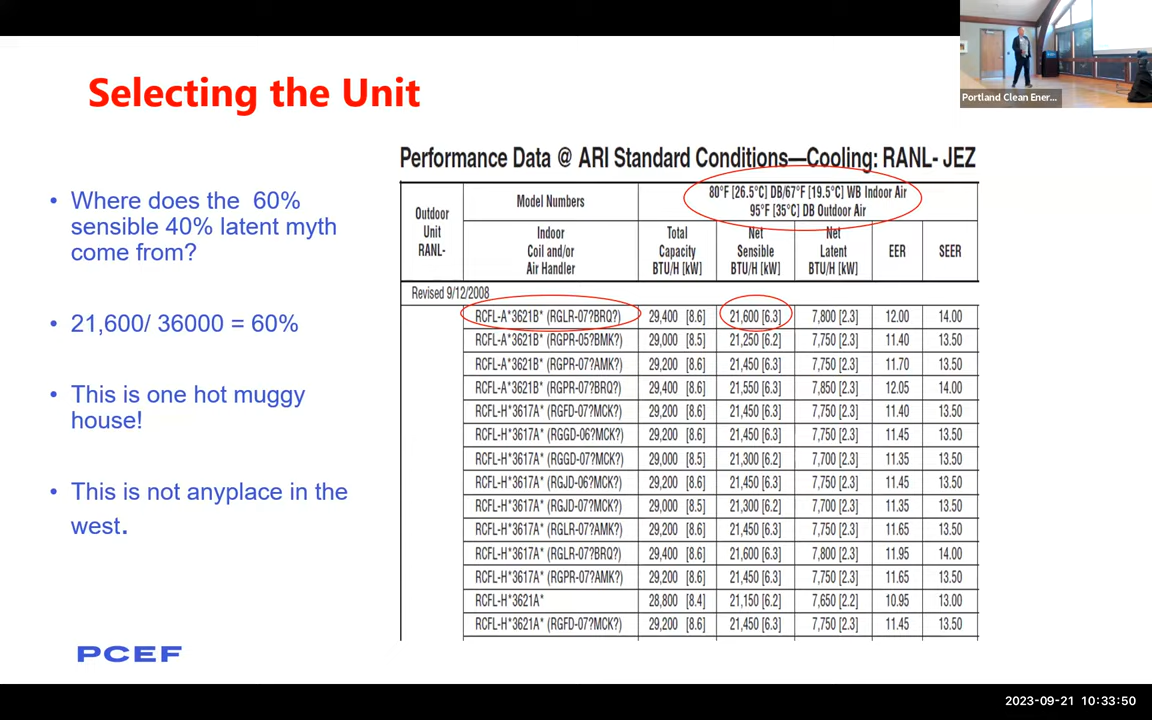 Portland Clean Ener...
Selecting the Unit
• Where does the 60%
sensible 40% latent myth
come from?
• 21,600/ 36000 = 60%
• This is one hot muggy
house!
• This is not anyplace in the
west.
PCEF
Performance Data @ ARI Standard Conditions—Cooling: RANL- JEZ
Outdoor Unit RANL- | Model Numbers | 80°F [26.5°C] DB/67°F [19.5°C] WB Indoor Air
95°F [35°C] DB Outdoor Air
Indoor Coil and/or Air Handler | Total Capacity BTU/H [kW] | Net Sensible BTU/H [kW] | Net Latent BTU/H [kW] | EER | SEER
Revised 9/12/2008
RCFL-A*3621B* (RGLR-07?BRQ?) 29,400 [8.6] 21,600 [6.3] 7,800 [2.3] 12.00 14.00
RCFL-A*3621B* (RGPR-05?BMK?) 29,000 [8.5] 21,250 [6.2] 7,750 [2.3] 11.40 13.50
RCFL-A*3621B* (RGPR-07?AMK?) 29,200 [8.6] 21,450 [6.3] 7,750 [2.3] 11.70 13.50
RCFL-A*3621B* (RGPR-07?BRQ?) 29,400 [8.6] 21,550 [6.3] 7,850 [2.3] 12.05 14.00
RCFL-H*3617A* (RGFD-07?MCK?) 29,200 [8.6] 21,450 [6.3] 7,750 [2.3] 11.40 13.50
RCFL-H*3617A* (RGGD-06?MCK?) 29,200 [8.6] 21,450 [6.3] 7,750 [2.3] 11.45 13.50
RCFL-H*3617A* (RGGD-07?MCK?) 29,000 [8.5] 21,300 [6.2] 7,700 [2.3] 11.35 13.50
RCFL-H*3617A* (RGJD-06?MCK?) 29,200 [8.6] 21,450 [6.3] 7,750 [2.3] 11.45 13.50
RCFL-H*3617A* (RGJD-07?MCK?) 29,000 [8.5] 21,300 [6.2] 7,700 [2.3] 11.35 13.50
RCFL-H*3617A* (RGLR-07?AMK?) 29,200 [8.6] 21,450 [6.3] 7,750 [2.3] 11.65 13.50
RCFL-H*3617A* (RGLR-07?BRQ?) 29,400 [8.6] 21,600 [6.3] 7,800 [2.3] 11.95 14.00
RCFL-H*3617A* (RGPR-07?AMK?) 29,200 [8.6] 21,450 [6.3] 7,750 [2.3] 11.65 13.50
RCFL-H*3621A* 28,800 [8.4] 21,150 [6.2] 7,650 [2.2] 10.95 13.00
RCFL-H*3621A* (RGFD-07?MCK?) 29,200 [8.6] 21,450 [6.3] 7,750 [2.3] 11.45 13.50
2023-09-21 10:33:50